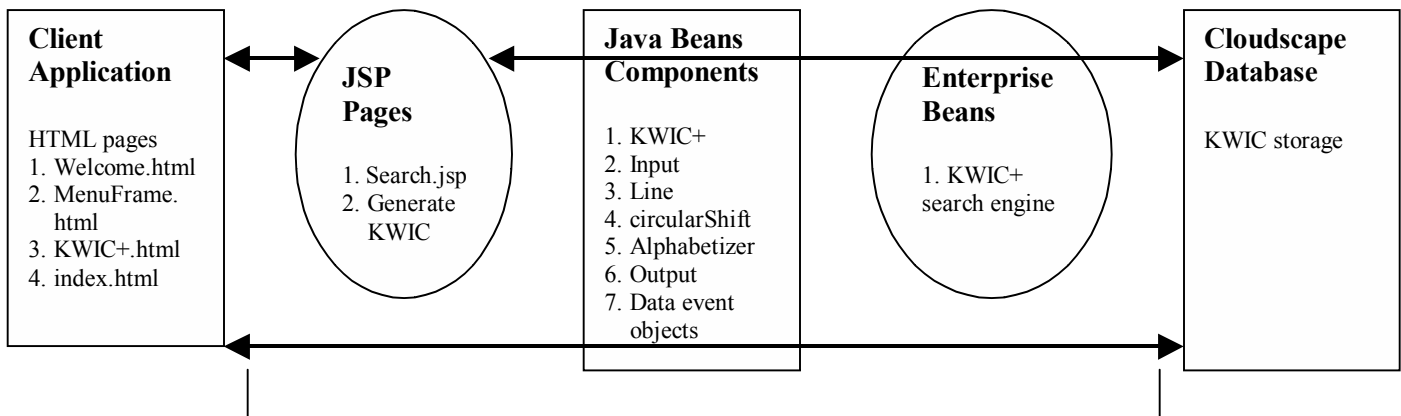 Client
Application
HTML pages
1. Welcome.html
2. MenuFrame.
html
3. KWIC+.html
4. index.html
JSP
Pages
1. Search.jsp
2. Generate
KWIC
Java Beans
Components
1. KWIC+
2. Input
3. Line
4. circularShift
5. Alphabetizer
6. Output
7. Data event
objects
Enterprise
Beans
1. KWIC+
search engine
Cloudscape
Database
KWIC storage